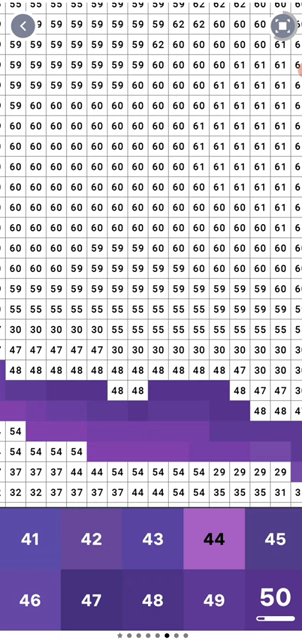 55 55 55 55 59 59 59 59 59 62 62 62 60 60
59 59 59 59 59 59 62 62 60 60 60
59 59 59 59 59 59 59 62 60 60 60 60 60 61
59 59 59 59 59 59 59 60 60 60 60 61 61 61
59 59 59 59 59 60 60 60 60 60 61 61 61 61
59 60 60 60 60 60 60 60 60 60 61 61 61 61
60 60 60 60 60 60 60 60 60 61 61 61 61 61
60 60 60 60 60 60 60 60 60 61 61 61 61 61
60 60 60 60 60 60 60 60 60 61 61 61 61 61
60 60 60 60 60 60 60 60 60 60 61 61 61 61
60 60 60 60 60 60 60 60 60 60 60 61 61 61
60 60 60 60 60 60 60 60 60 60 60 60 60 61
60 60 60 60 59 59 59 60 60 60 60 60 60 60
60 60 60 59 59 59 59 59 59 60 60 60 60 60
59 59 59 59 59 59 59 59 59 59 59 59 60 60
55 55 55 55 55 55 55 55 55 55 59 59 59 59
30 30 30 30 30 55 55 55 55 55 55 55 55 55
47 47 47 47 47 30 30 30 30 30 30 30 30 30
48 48 48 48 48 48 48 48 48 48 48 47 30 30
48 48 48 47 47
48 48 47
54
54 54 54 54
37 37 37 44 44 54 54 54 54 54 29 29 29 29
32 32 37 37 37 37 44 44 54 54 35 35 35 31
41 42 43 44 45
46 47 48 49 50